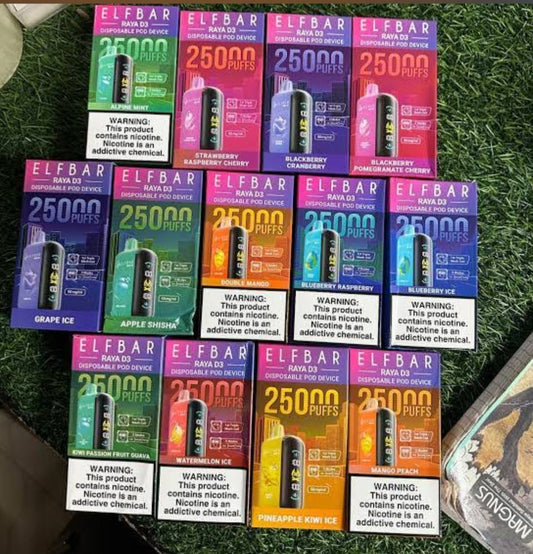 ELFBAR
RAYA D3
DISPOSABLE POD DEVICE
25000
PUFFS
ALPINE MINT
WARNING:
This product
contains nicotine.
Nicotine is an
addictive chemical.
ELFBAR
RAYA D3
DISPOSABLE POD DEVICE
25000
PUFFS
STRAWBERRY
RASPBERRY CHERRY
ELFBAR
RAYA D3
DISPOSABLE POD DEVICE
25000
PUFFS
BLACKBERRY
CRANBERRY
ELFBAR
RAYA D3
DISPOSABLE POD DEVICE
25000
PUFFS
BLACKBERRY
POMEGRANATE CHERRY
ELFBAR
RAYA D3
DISPOSABLE POD DEVICE
25000
PUFFS
GRAPE ICE
ELFBAR
RAYA D3
DISPOSABLE POD DEVICE
25000
PUFFS
APPLE SHISHA
ELFBAR
RAYA D3
DISPOSABLE POD DEVICE
25000
PUFFS
DOUBLE MANGO
WARNING:
This product
contains nicotine.
Nicotine is an
addictive chemical.
ELFBAR
RAYA D3
DISPOSABLE POD DEVICE
25000
PUFFS
BLUEBERRY RASPBERRY
WARNING:
This product
contains nicotine.
Nicotine is an
addictive chemical.
ELFBAR
RAYA D3
DISPOSABLE POD DEVICE
25000
PUFFS
BLUEBERRY ICE
WARNING:
This product
contains nicotine.
Nicotine is an
addictive chemical.
ELFBAR
RAYA D3
DISPOSABLE POD DEVICE
25000
PUFFS
KIWI PASSION FRUIT GUAVA
WARNING:
This product
contains nicotine.
Nicotine is an
addictive chemical.
ELFBAR
RAYA D3
DISPOSABLE POD DEVICE
25000
PUFFS
WATERMELON ICE
WARNING:
This product
contains nicotine.
Nicotine is an
addictive chemical.
ELFBAR
RAYA D3
DISPOSABLE POD DEVICE
25000
PUFFS
PINEAPPLE KIWI ICE
ELFBAR
RAYA D3
DISPOSABLE POD DEVICE
25000
PUFFS
MANGO PEACH
WARNING:
This product
contains nicotine.
Nicotine is an
addictive chemical.
MAGNUS